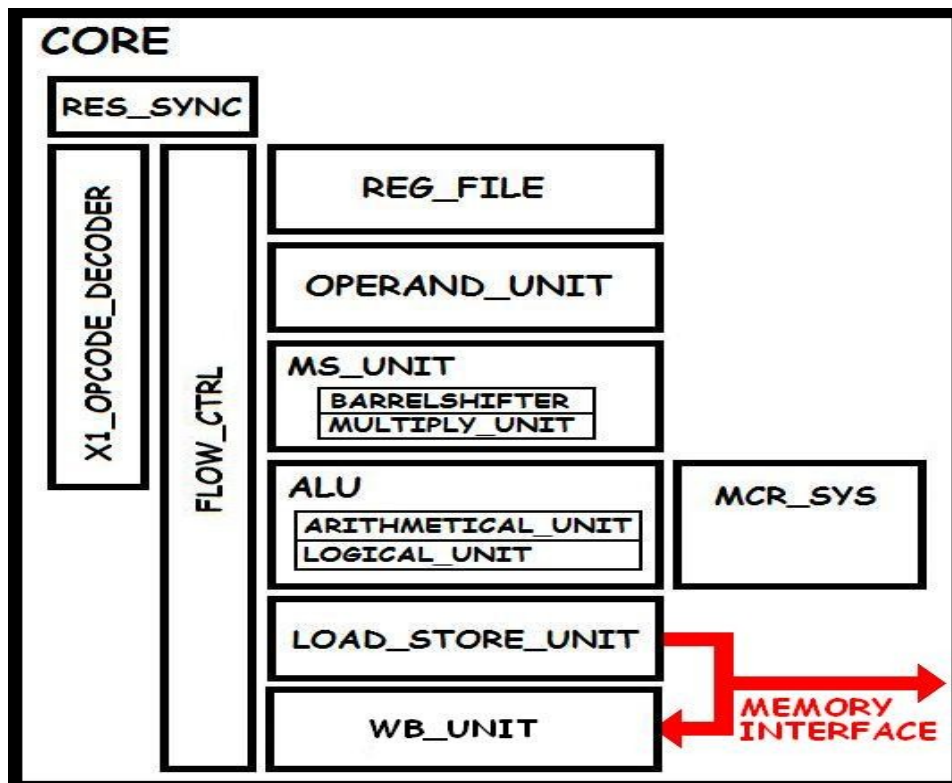 CORE
RES_SYNC
X1_OPCODE_DECODER
FLOW_CTRL
REG_FILE
OPERAND_UNIT
MS_UNIT
BARRELSHIFTER
MULTIPLY_UNIT
ALU
ARITHMETICAL_UNIT
LOGICAL_UNIT
MCR_SYS
LOAD_STORE_UNIT
WB_UNIT
MEMORY
INTERFACE